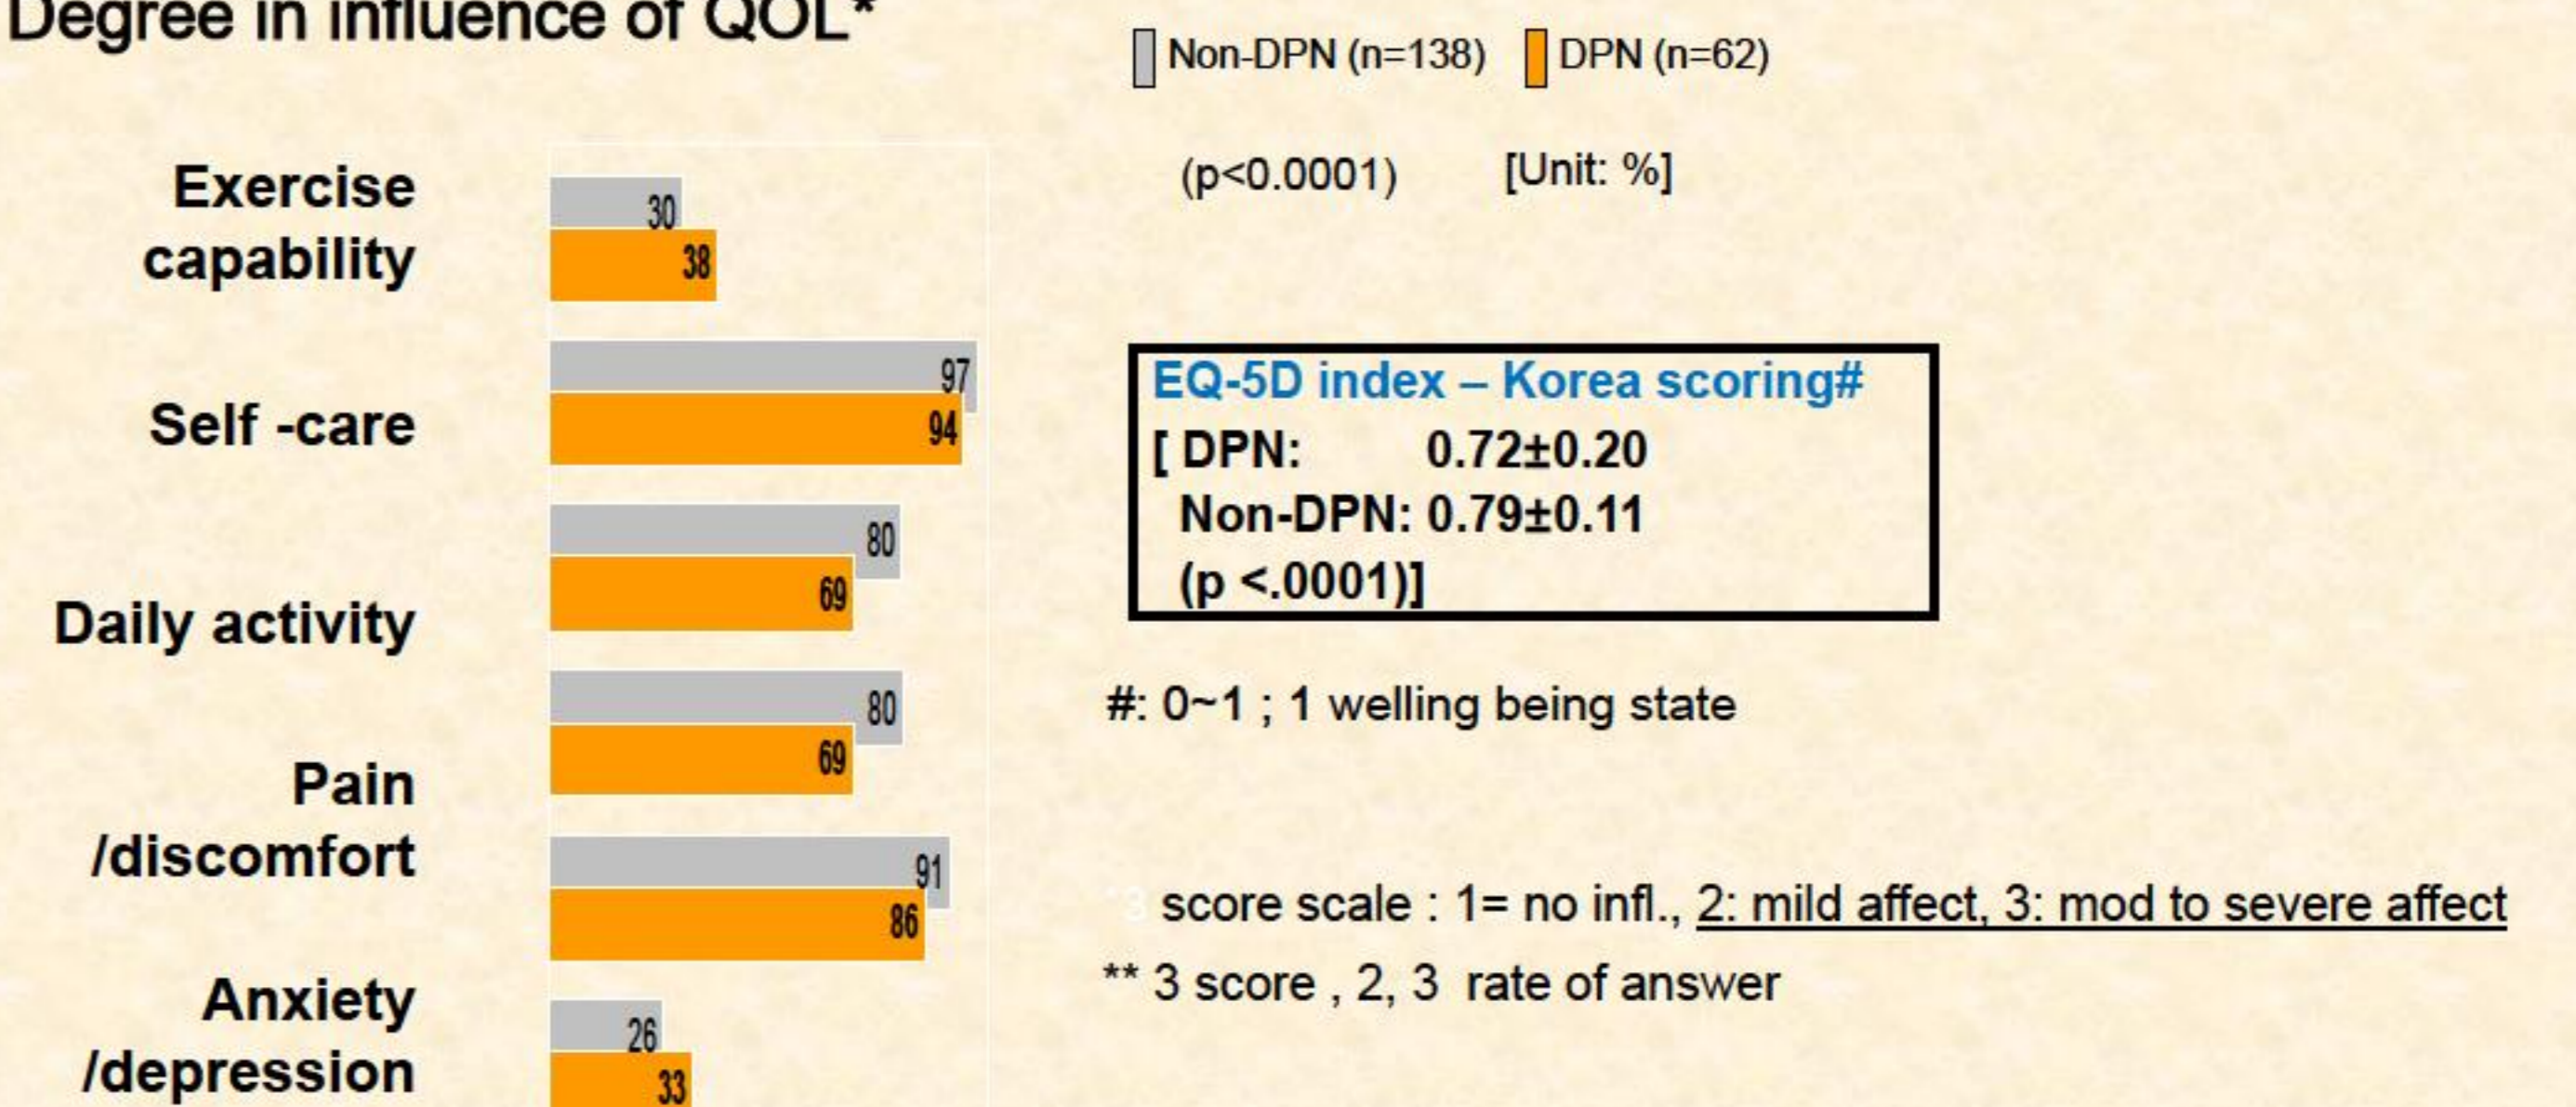 Degree in influence of QOL*
Non-DPN (n=138) DPN (n=62)
(p<0.0001) [Unit: %]
Exercise
capability
30
38
Self -care
97
94
Daily activity
80
69
Pain
/discomfort
80
69
91
86
Anxiety
/depression
26
33
EQ-5D index – Korea scoring#
[ DPN: 0.72±0.20
Non-DPN: 0.79±0.11
(p <.0001)]
#: 0~1 ; 1 welling being state
3 score scale : 1= no infl., 2: mild affect, 3: mod to severe affect
** 3 score , 2, 3 rate of answer